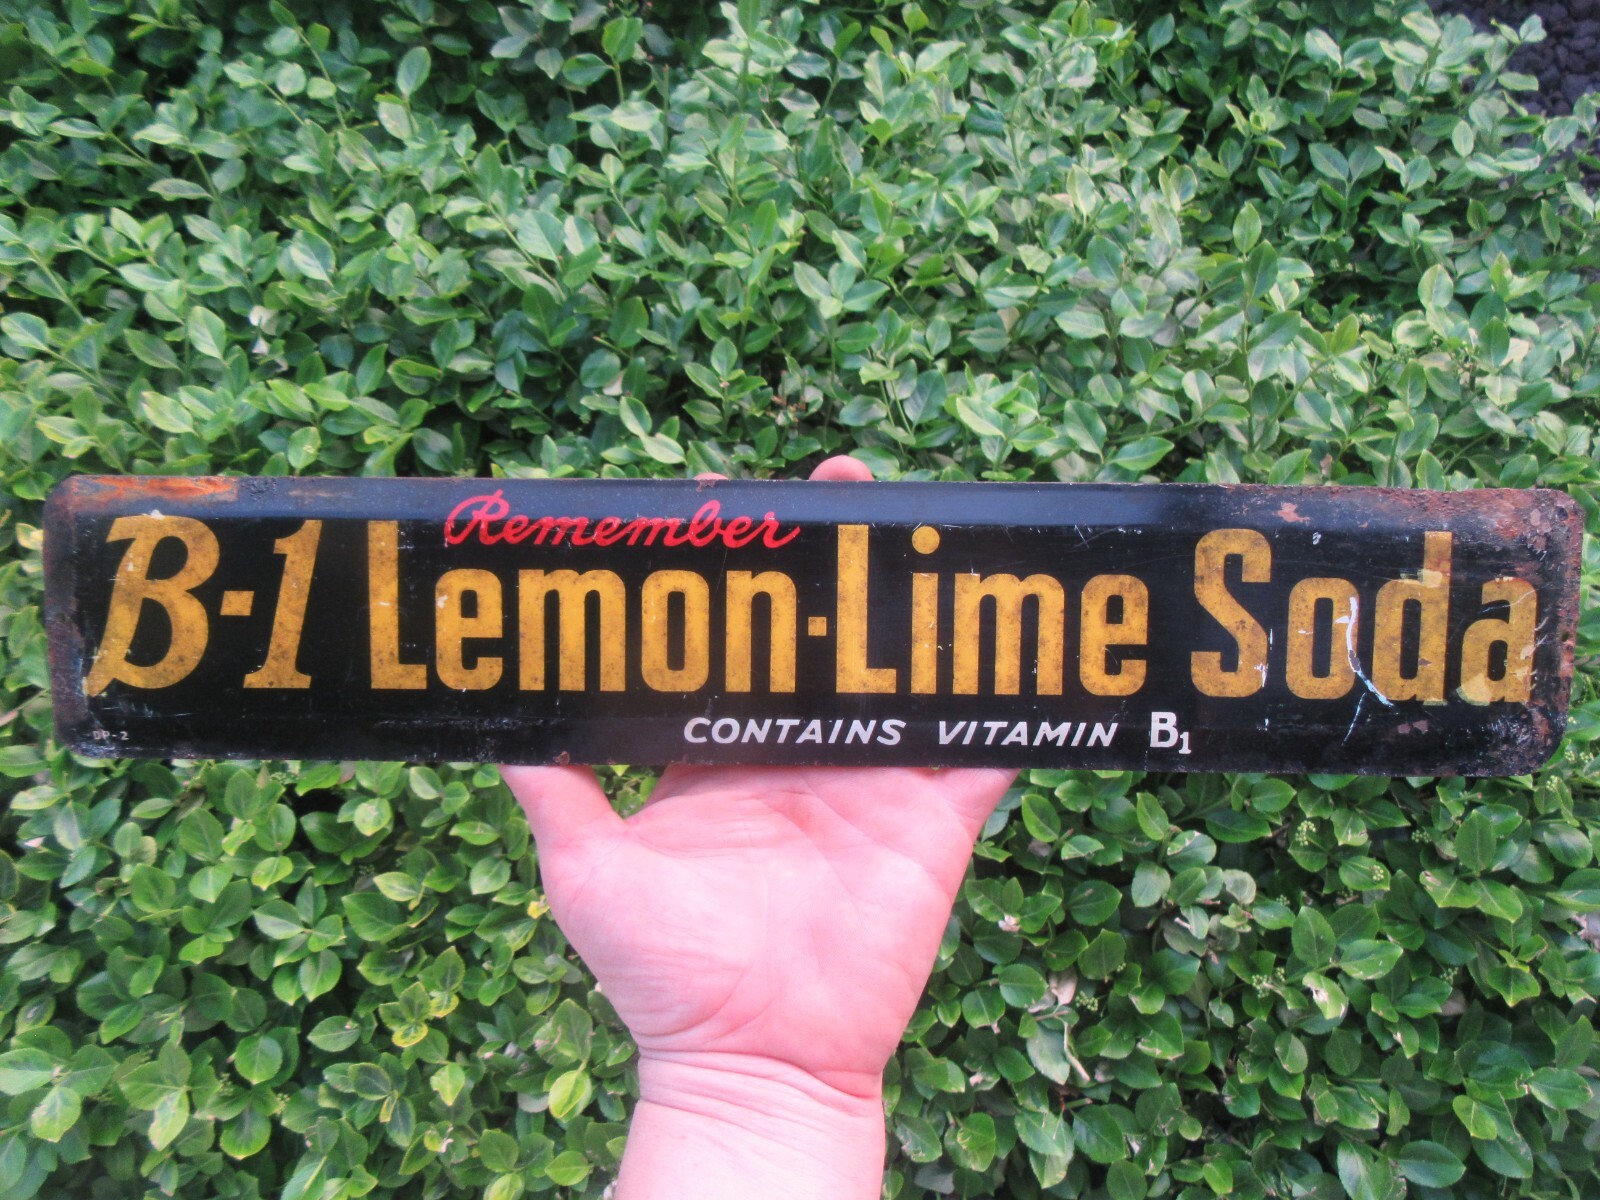 Remember
B-1 Lemon-Lime Soda
CONTAINS VITAMIN B₁
DP-2